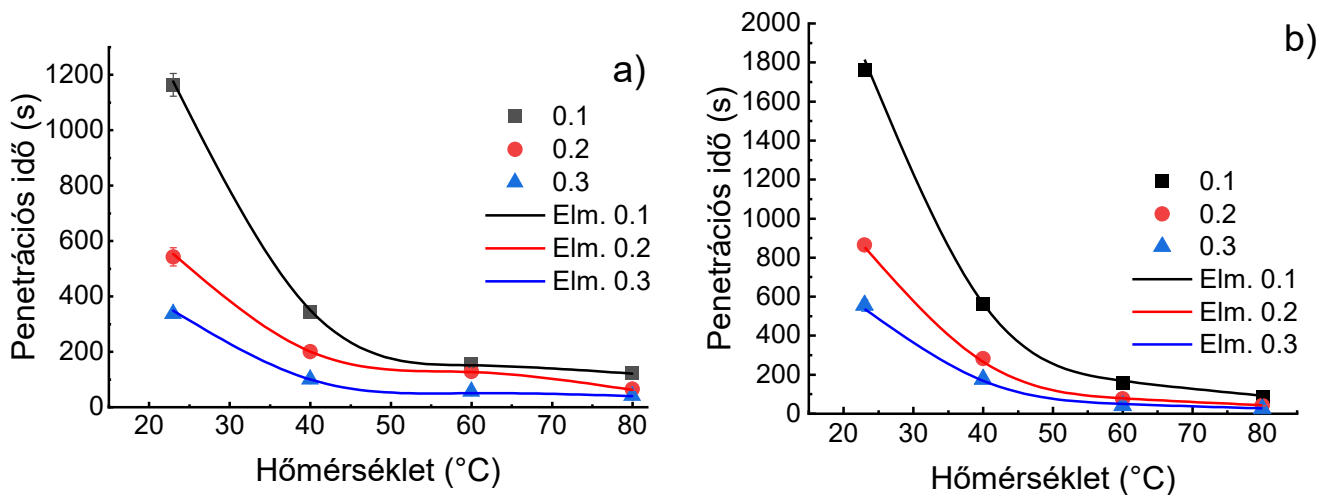 a)
Penetrációs idő (s)
1200
1000
800
600
400
200
0
0.1
0.2
0.3
Elm. 0.1
Elm. 0.2
Elm. 0.3
20 30 40 50 60 70 80
Hőmérséklet (°C)
b)
Penetrációs idő (s)
2000
1800
1600
1400
1200
1000
800
600
400
200
0
0.1
0.2
0.3
Elm. 0.1
Elm. 0.2
Elm. 0.3
20 30 40 50 60 70 80
Hőmérséklet (°C)